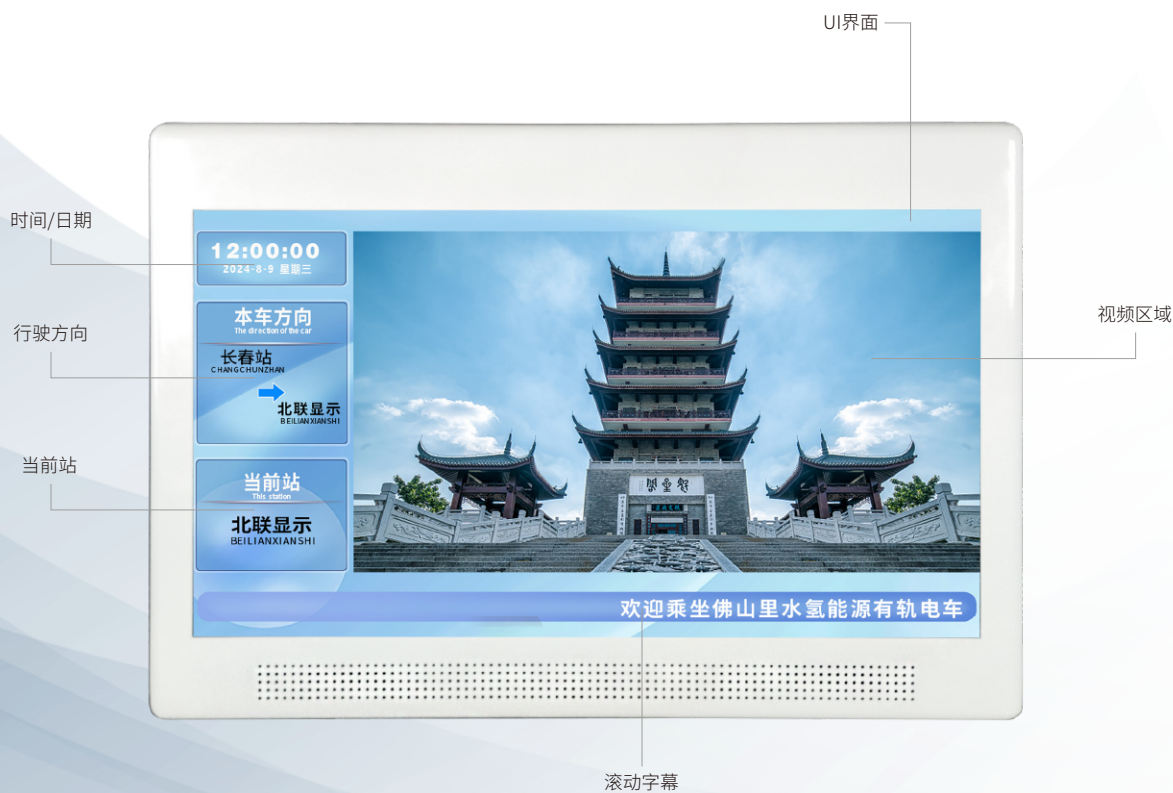 UI界面
时间/日期
12:00:00
2024-8-9 星期三
行驶方向
本车方向
The direction of the car
长春站
CHANGCHUNZHAN
北联显示
BEILIANXIANSHI
视频区域
当前站
当前站
This station
北联显示
BEILIANXIANSHI
欢迎乘坐佛山里水氢能源有轨电车
滚动字幕